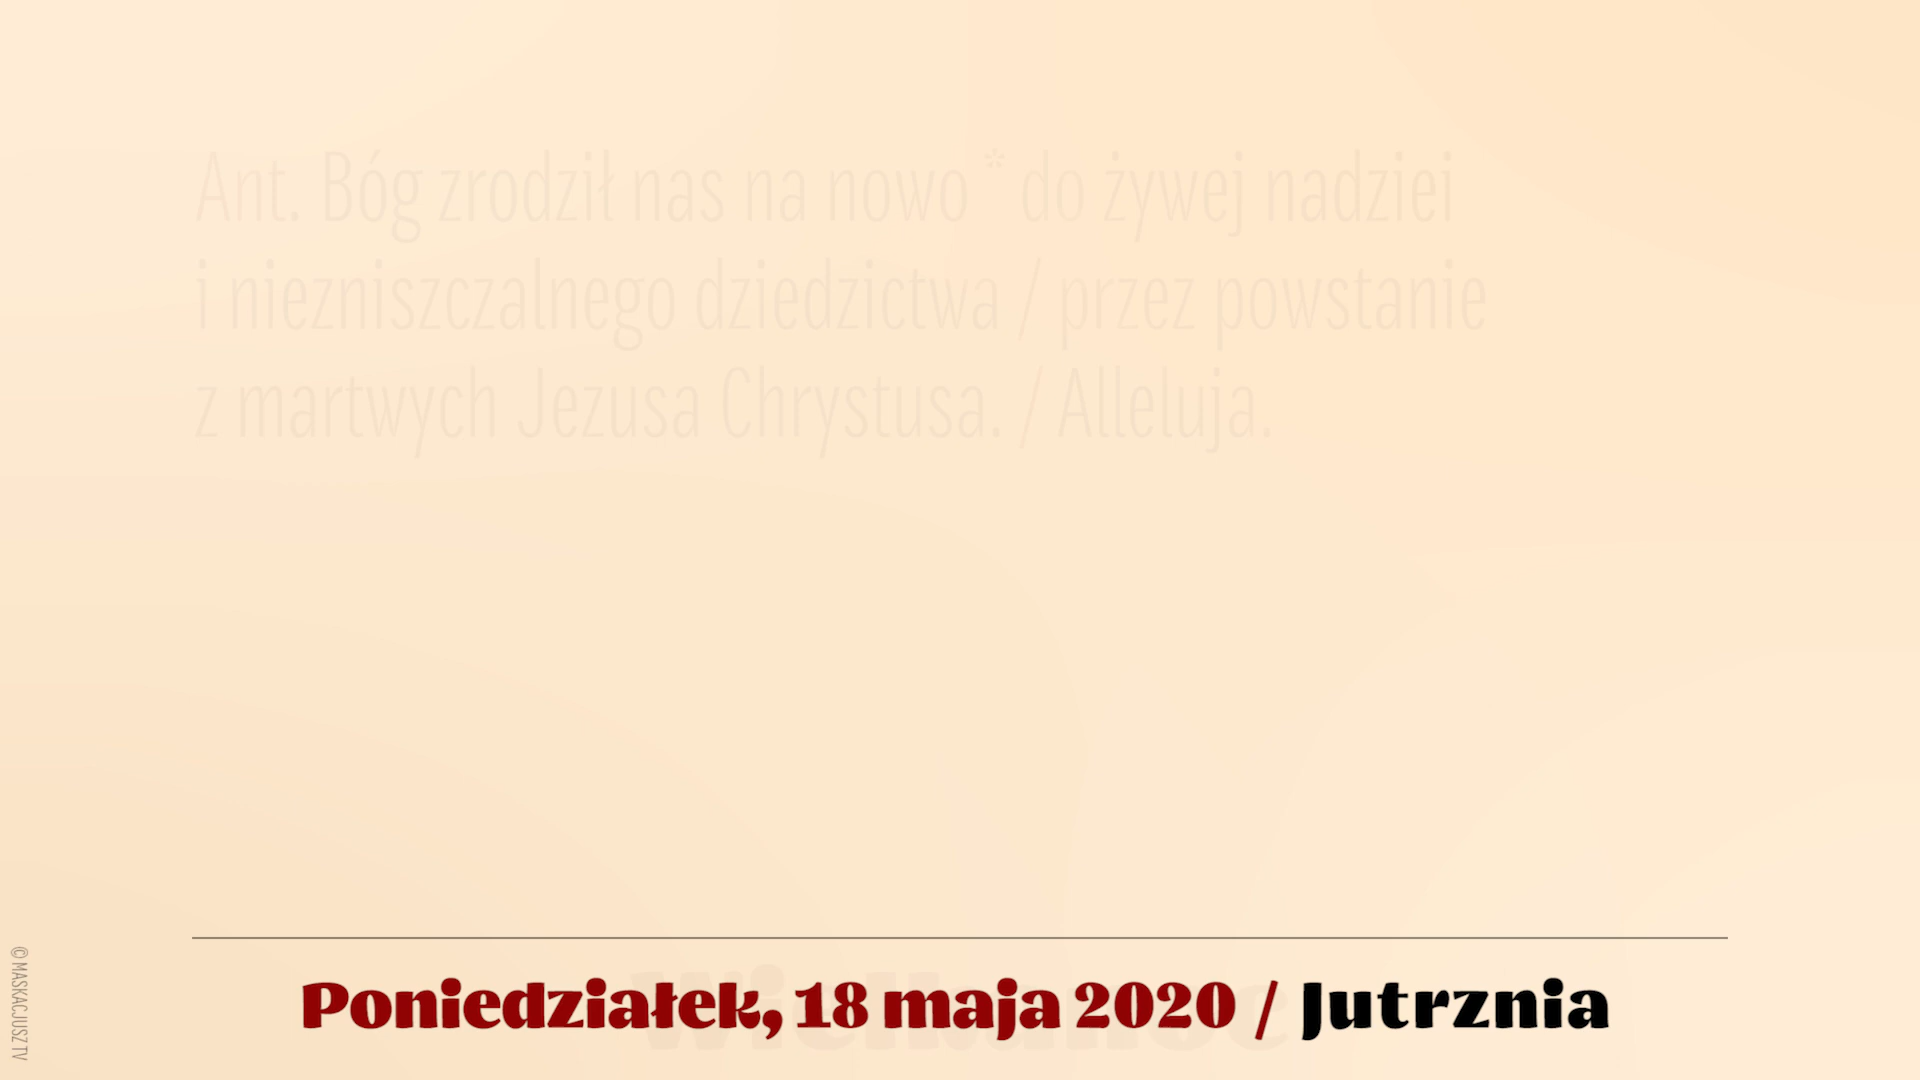 Ant. Bóg zrodził nas na nowo * do żywej nadziei
i niezniszczalnego dziedzictwa / przez powstanie
z martwych Jezusa Chrystusa. / Alleluja.
Poniedziałek, 18 maja 2020 / Jutrznia
© MASKACJUSZ TV